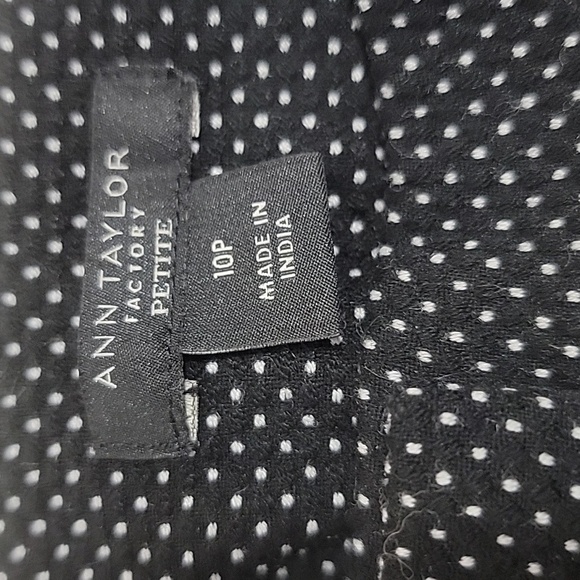 ANN TAYLOR
FACTORY
PETITE
10P
MADE IN
INDIA